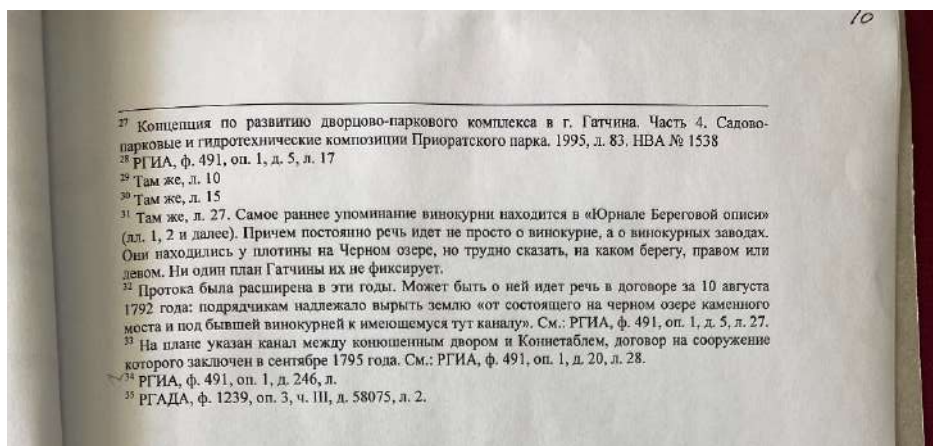 10
27 Концепция по развитию дворцово-паркового комплекса в г. Гатчина. Часть 4. Садово-
парковые и гидротехнические композиции Приоратского парка. 1995, л. 83. НВА № 1538
28 РГИА, ф. 491, оп. 1, д. 5, л. 17
29 Там же, л. 10
30 Там же, л. 15
31 Там же, л. 27. Самое раннее упоминание винокурни находится в «Юрнале Береговой описи»
(лл. 1, 2 и далее). Причем постоянно речь идет не просто о винокурне, а о винокурных заводах.
Они находились у плотины на Черном озере, но трудно сказать, на каком берегу, правом или
левом. Ни один план Гатчины их не фиксирует.
32 Протока была расширена в эти годы. Может быть о ней идет речь в договоре за 10 августа
1792 года: подрядчикам надлежало вырыть землю «от состоящего на черном озере каменного
моста и под бывшей винокурней к имеющемуся тут каналу». См.: РГИА, ф. 491, оп. 1, д. 5, л. 27.
33 На плане указан канал между конюшенным двором и Коннетаблем, договор на сооружение
которого заключен в сентябре 1795 года. См.: РГИА, ф. 491, оп. 1, д. 20, л. 28.
34 РГИА, ф. 491, оп. 1, д. 246, л.
35 РГАДА, ф. 1239, оп. 3, ч. III, д. 58075, л. 2.